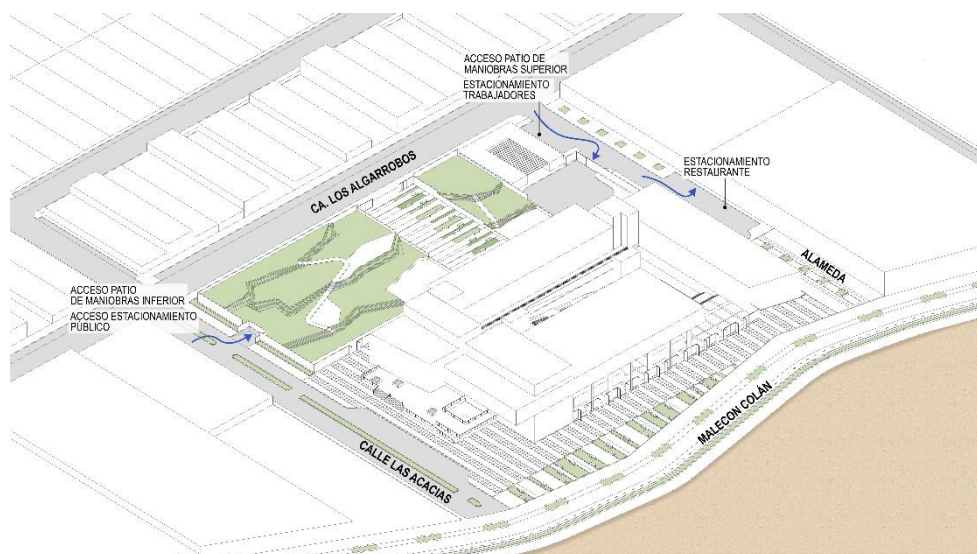 ACCESO PATIO DE
MANIOBRAS SUPERIOR
ESTACIONAMIENTO
TRABAJADORES
ESTACIONAMIENTO
RESTAURANTE
CA. LOS ALGARROBOS
ALAMEDA
ACCESO PATIO
DE MANIOBRAS INFERIOR
ACCESO ESTACIONAMIENTO
PÚBLICO
MALECON COLÁN
CALLE LAS ACACIAS